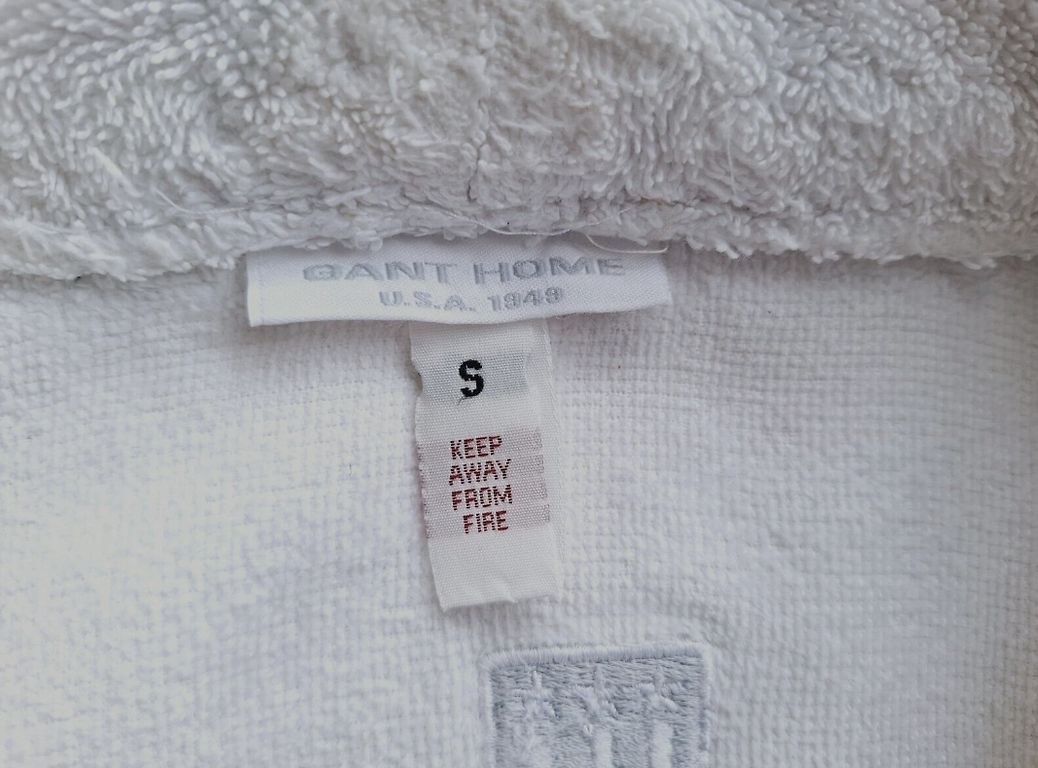 GANT HOME
U.S.A. 1949
S
KEEP
AWAY
FROM
FIRE